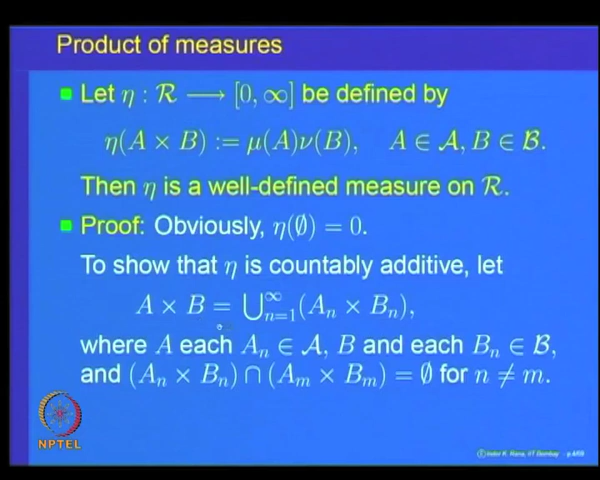 Product of measures
Let η : R ⟶ [0, ∞] be defined by
η(A × B) := μ(A)ν(B), A ∈ A, B ∈ B.
Then η is a well-defined measure on R.
Proof: Obviously, η(∅) = 0.
To show that η is countably additive, let
A × B = ⋃_{n=1}^{∞}(A_n × B_n),
where A each A_n ∈ A, B and each B_n ∈ B,
and (A_n × B_n) ∩ (A_m × B_m) = ∅ for n ≠ m.
NPTEL